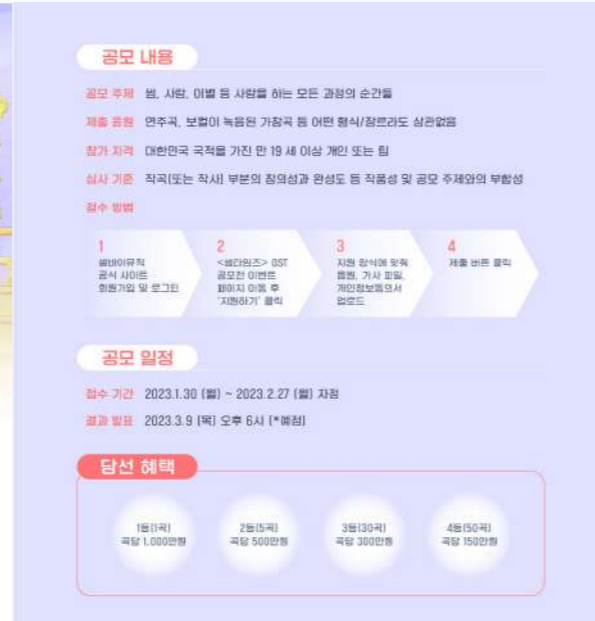 공모 내용
공모 주제 썸, 사랑, 이별 등 사랑을 하는 모든 과정의 순간들
제출 음원 연주곡, 보컬이 녹음된 가창곡 등 어떤 형식/장르라도 상관없음
참가 자격 대한민국 국적을 가진 만 19 세 이상 개인 또는 팀
심사 기준 작곡(또는 작사) 부분의 창의성과 완성도 등 작품성 및 공모 주제와의 부합성
접수 방법
1
셀바이뮤직
공식 사이트
회원가입 및 로그인
2
<썸타임즈> OST
공모전 이벤트
페이지 이동 후
'지원하기' 클릭
3
지원 양식에 맞춰
음원, 가사 파일,
개인정보동의서
업로드
4
제출 버튼 클릭
공모 일정
접수 기간 2023.1.30 (월) ~ 2023.2.27 (월) 자정
결과 발표 2023.3.9 (목) 오후 6시 (*예정)
당선 혜택
1등(1곡)
곡당 1,000만원
2등(5곡)
곡당 500만원
3등(30곡)
곡당 300만원
4등(50곡)
곡당 150만원